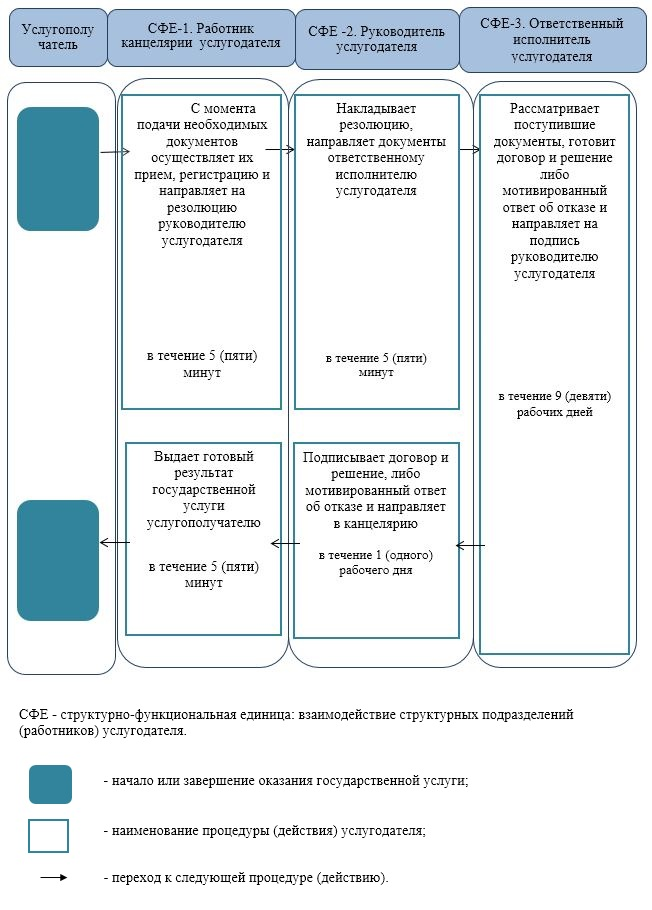 Услугополу
чатель
СФЕ-1. Работник
канцелярии услугодателя
СФЕ -2. Руководитель
услугодателя
СФЕ-3. Ответственный
исполнитель
услугодателя
С момента
подачи необходимых
документов
осуществляет их
прием, регистрацию и
направляет на
резолюцию
руководителю
услугодателя
в течение 5 (пяти)
минут
Накладывает
резолюцию,
направляет документы
ответственному
исполнителю
услугодателя
в течение 5 (пяти)
минут
Рассматривает
поступившие
документы, готовит
договор и решение
либо
мотивированный
ответ об отказе и
направляет на
подпись
руководителю
услугодателя
в течение 9 (девяти)
рабочих дней
Выдает готовый
результат
государственной
услуги
услугополучателю
в течение 5 (пяти)
минут
Подписывает договор и
решение, либо
мотивированный ответ
об отказе и направляет
в канцелярию
в течение 1 (одного)
рабочего дня
СФЕ - структурно-функциональная единица: взаимодействие структурных подразделений
(работников) услугодателя.
- начало или завершение оказания государственной услуги;
- наименование процедуры (действия) услугодателя;
- переход к следующей процедуре (действию).